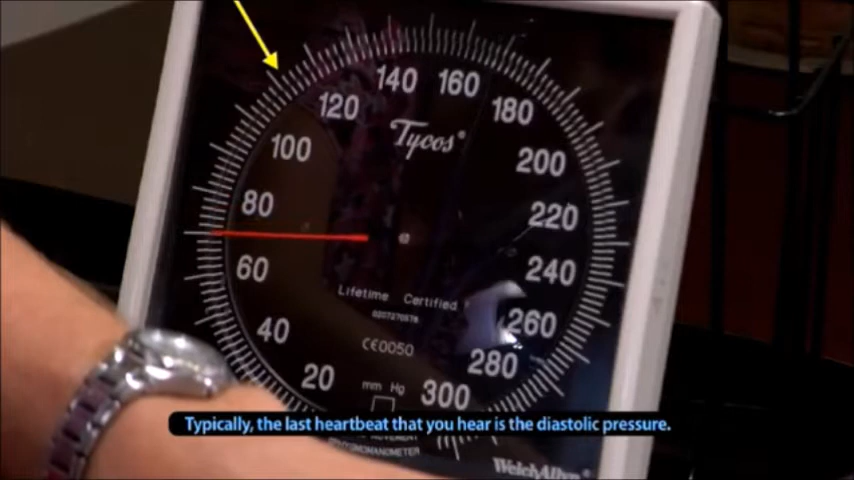 140 160
120 180
Tycos®
100 200
80 220
60 240
Lifetime Certified
0207270578
40 260
CE0050
20 280
mm Hg 300
Typically, the last heartbeat that you hear is the diastolic pressure.
WelchAllyn®